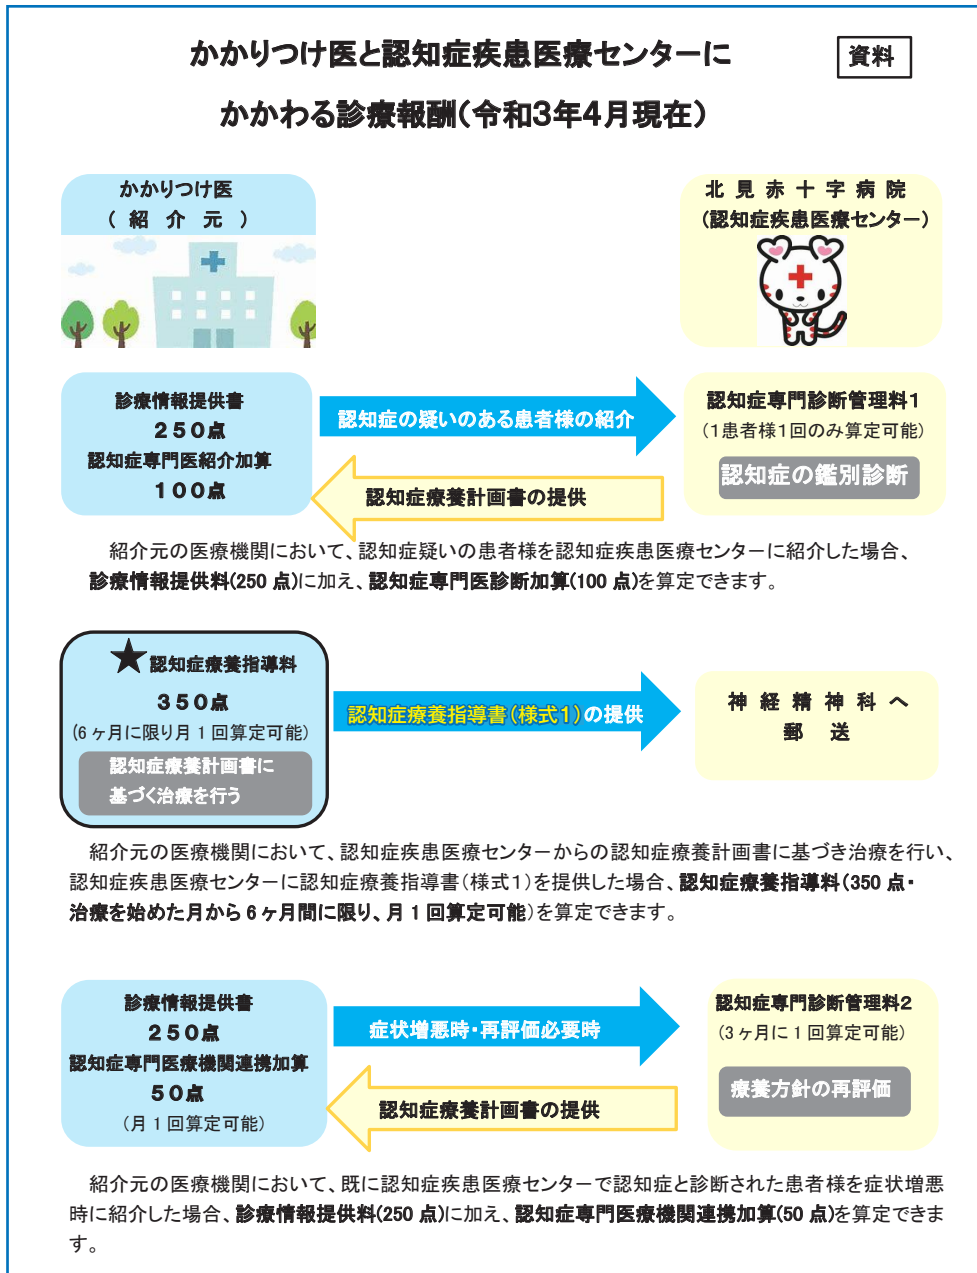 かかりつけ医と認知症疾患医療センターに
資料
かかわる診療報酬(令和3年4月現在)
かかりつけ医
(紹介元)
北見赤十字病院
(認知症疾患医療センター)
診療情報提供書
250点
認知症専門医紹介加算
100点
認知症の疑いのある患者様の紹介
認知症療養計画書の提供
認知症専門診断管理料1
(1患者様1回のみ算定可能)
認知症の鑑別診断
紹介元の医療機関において、認知症疑いの患者様を認知症疾患医療センターに紹介した場合、
診療情報提供料(250点)に加え、認知症専門医診断加算(100点)を算定できます。
★認知症療養指導料
350点
(6ヶ月に限り月1回算定可能)
認知症療養計画書に
基づく治療を行う
認知症療養指導書(様式1)の提供
神経精神科へ
郵送
紹介元の医療機関において、認知症疾患医療センターからの認知症療養計画書に基づき治療を行い、
認知症疾患医療センターに認知症療養指導書(様式1)を提供した場合、認知症療養指導料(350点・
治療を始めた月から6ヶ月間に限り、月1回算定可能)を算定できます。
診療情報提供書
250点
認知症専門医療機関連携加算
50点
(月1回算定可能)
症状増悪時・再評価必要時
認知症療養計画書の提供
認知症専門診断管理料2
(3ヶ月に1回算定可能)
療養方針の再評価
紹介元の医療機関において、既に認知症疾患医療センターで認知症と診断された患者様を症状増悪
時に紹介した場合、診療情報提供料(250点)に加え、認知症専門医療機関連携加算(50点)を算定できま
す。